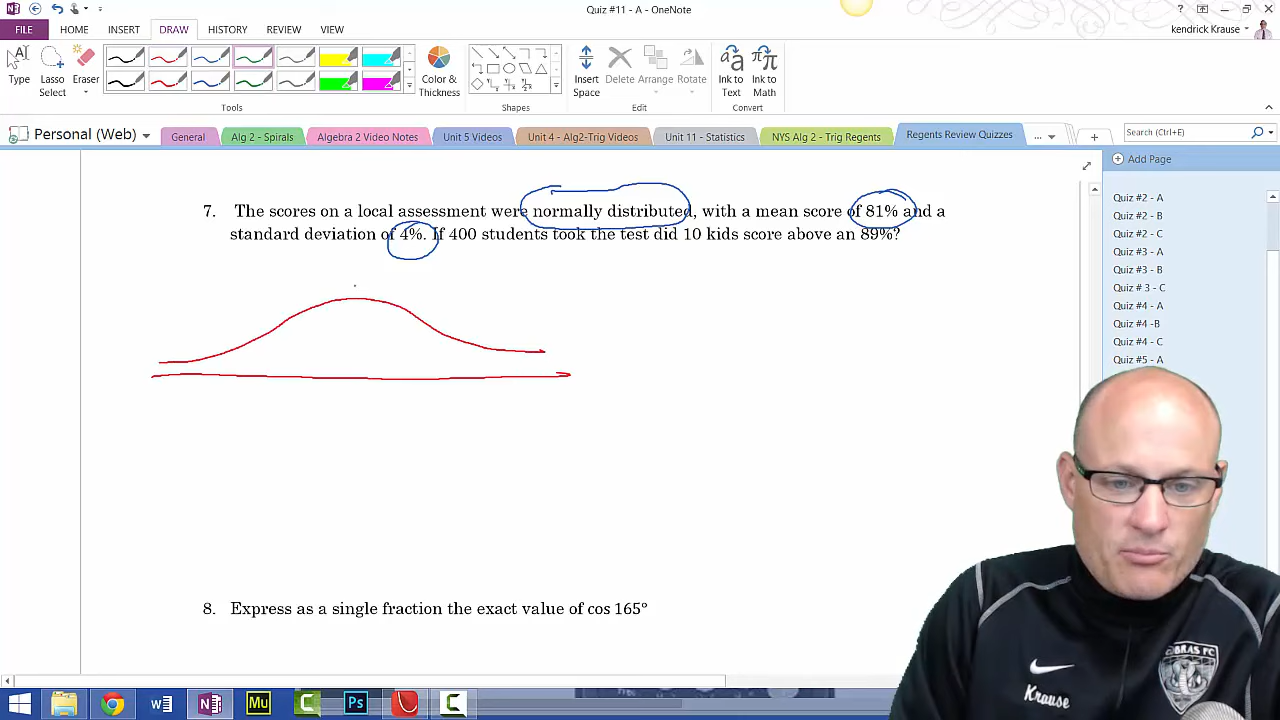 Quiz #11 - A - OneNote
FILE HOME INSERT DRAW HISTORY REVIEW VIEW
kendrick Krause
Type Lasso Select Eraser Color & Thickness Insert Space Delete Arrange Rotate Ink to Text Ink to Math
Tools Shapes Edit Convert
Personal (Web) General Alg 2 - Spirals Algebra 2 Video Notes Unit 5 Videos Unit 4 - Alg2-Trig Videos Unit 11 - Statistics NYS Alg 2 - Trig Regents Regents Review Quizzes ... Search (Ctrl+E)
Add Page
Quiz #2 - A
Quiz #2 - B
Quiz #2 - C
Quiz #3 - A
Quiz #3 - B
Quiz # 3 - C
Quiz #4 - A
Quiz #4 -B
Quiz #4 - C
Quiz #5 - A
7. The scores on a local assessment were normally distributed, with a mean score of 81% and a
standard deviation of 4%. If 400 students took the test did 10 kids score above an 89%?
8. Express as a single fraction the exact value of cos 165°
Mu Ps
Krause